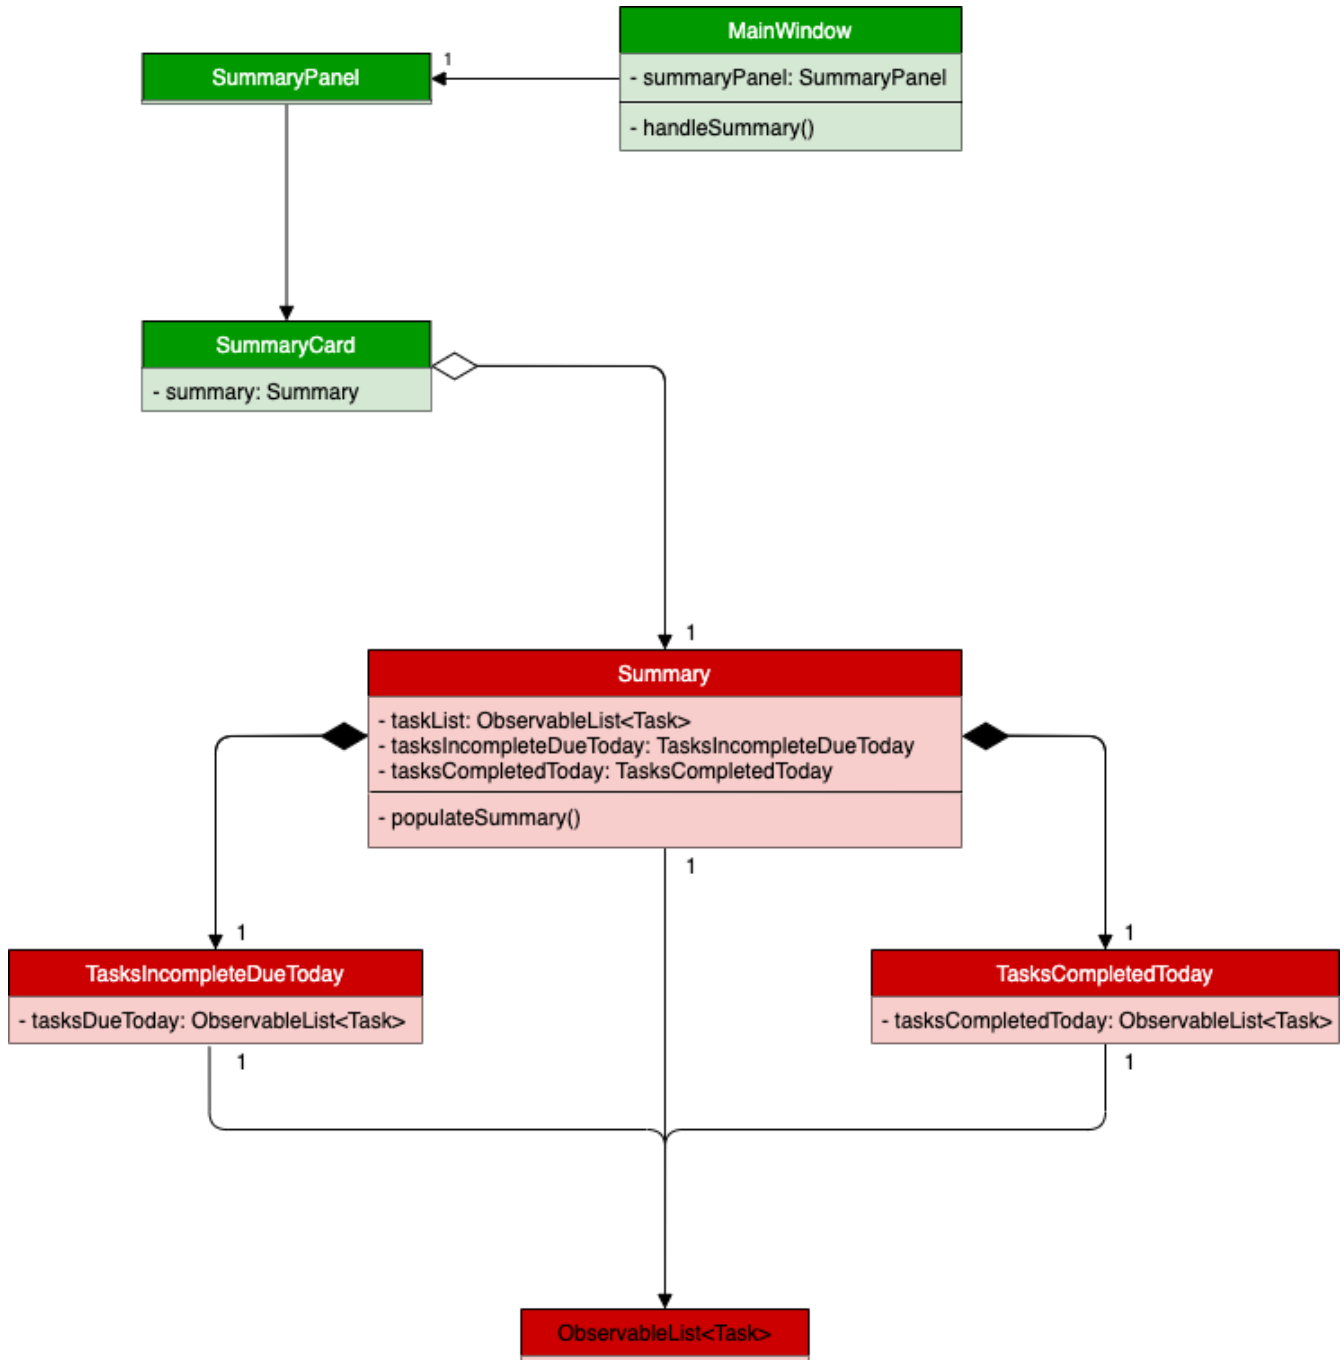 MainWindow
- summaryPanel: SummaryPanel
- handleSummary()
1
SummaryPanel
SummaryCard
- summary: Summary
1
Summary
- taskList: ObservableList<Task>
- tasksIncompleteDueToday: TasksIncompleteDueToday
- tasksCompletedToday: TasksCompletedToday
- populateSummary()
1
1
TasksIncompleteDueToday
- tasksDueToday: ObservableList<Task>
1
1
TasksCompletedToday
- tasksCompletedToday: ObservableList<Task>
1
ObservableList<Task>